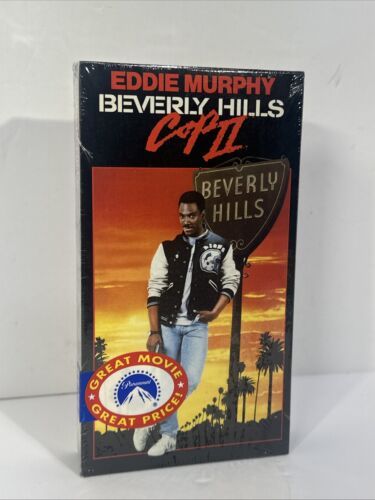 EDDIE MURPHY
BEVERLY HILLS
Cop II
BEVERLY
HILLS
GREAT MOVIE
Paramount
GREAT PRICE!